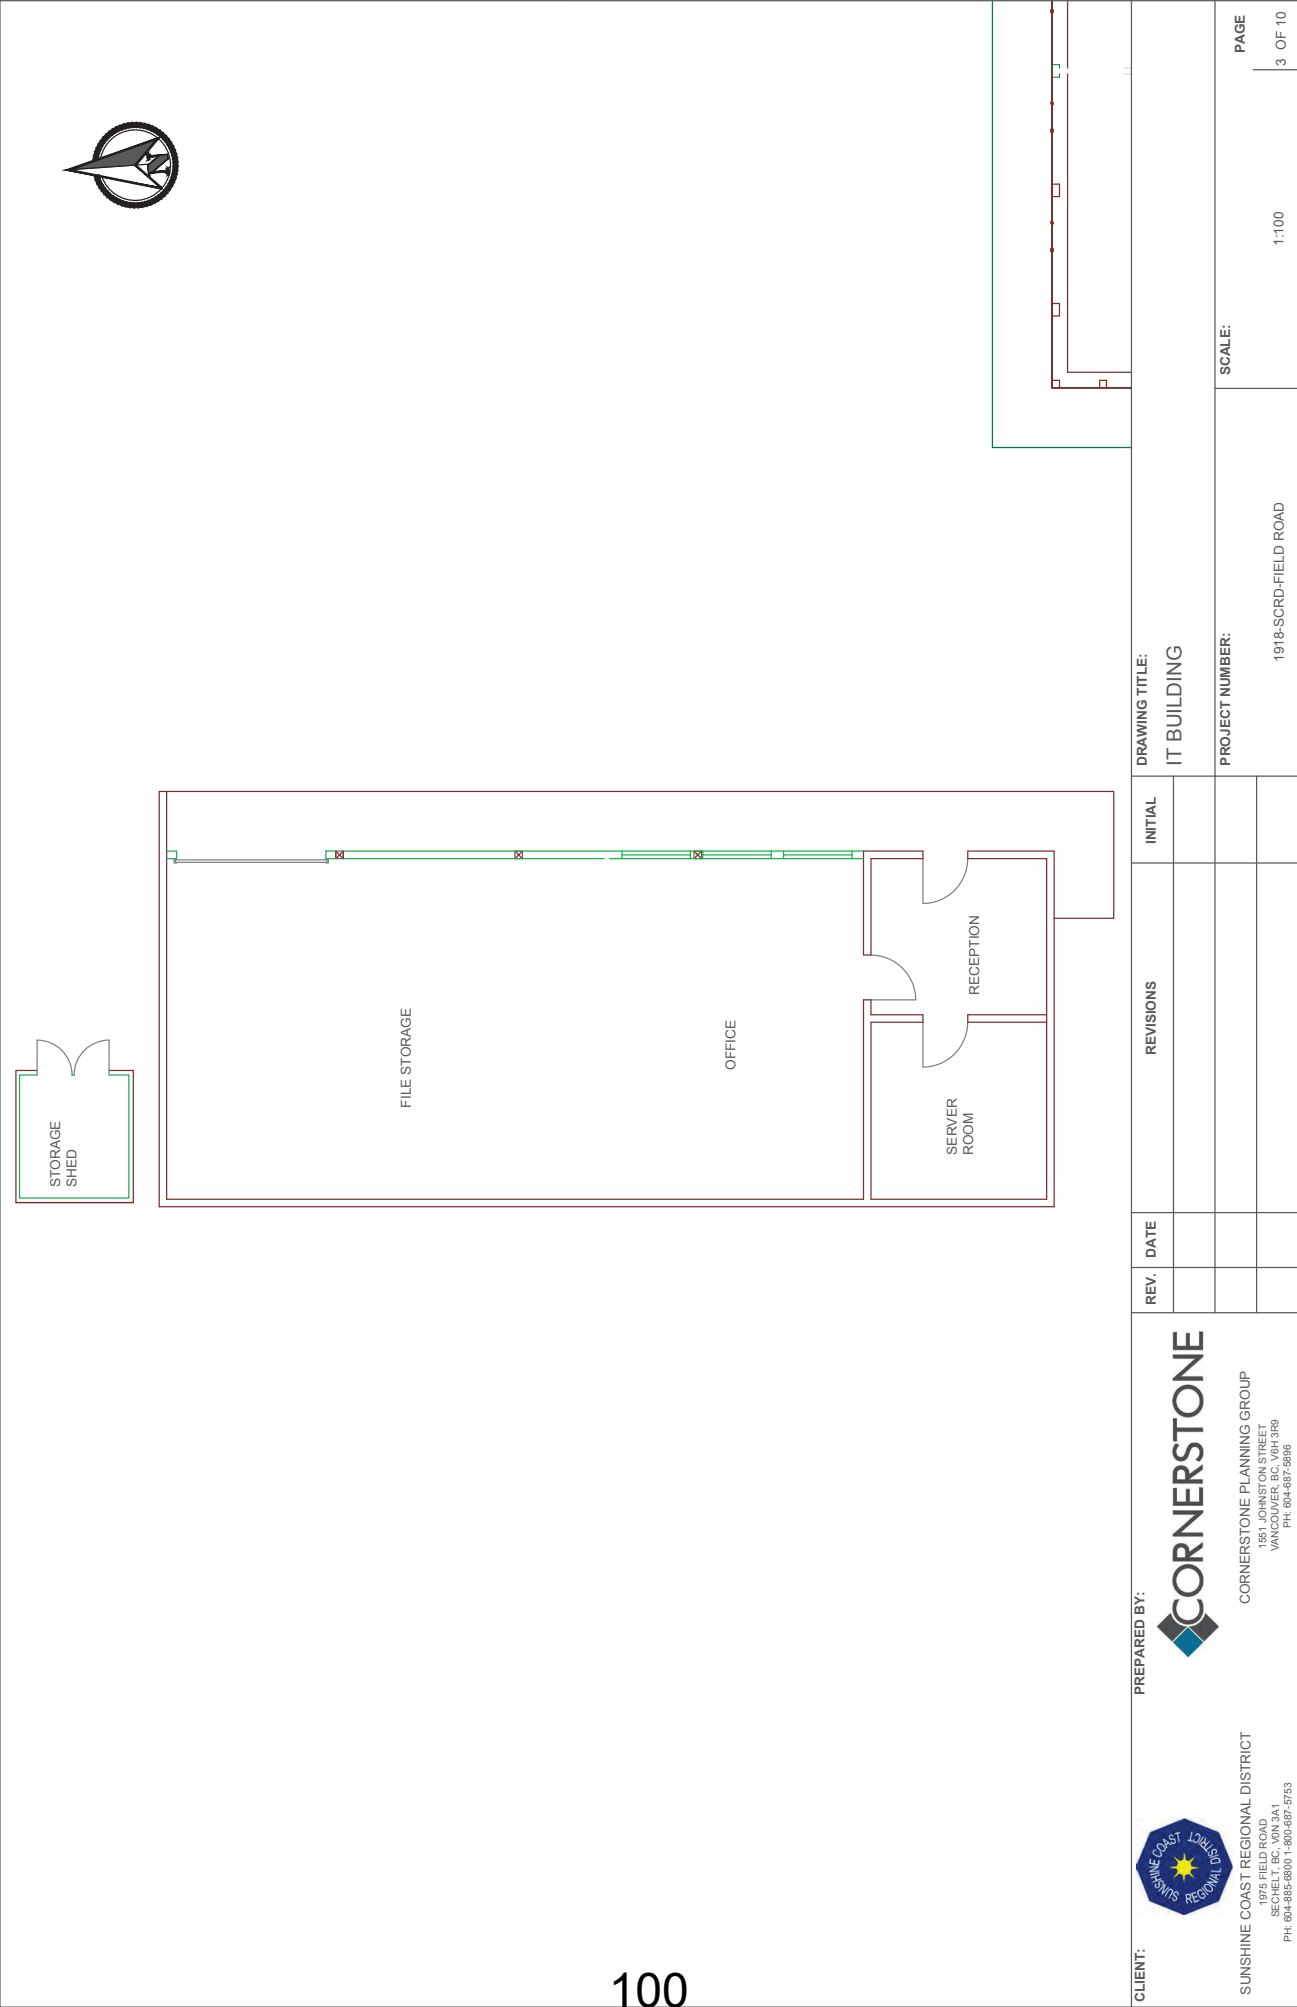 STORAGE
SHED
FILE STORAGE
OFFICE
SERVER
ROOM
RECEPTION
N
CLIENT:
SUNSHINE COAST REGIONAL DISTRICT
SUNSHINE COAST REGIONAL DISTRICT
1975 FIELD ROAD
SECHELT, BC, V0N 3A1
PH: 604-885-6800 1-800-687-5753
PREPARED BY:
CORNERSTONE
CORNERSTONE PLANNING GROUP
1551 JOHNSTON STREET
VANCOUVER, BC, V6H 3R9
PH: 604-687-5896
REV. DATE REVISIONS INITIAL
DRAWING TITLE:
IT BUILDING
PROJECT NUMBER:
1918-SCRD-FIELD ROAD
SCALE:
1:100
PAGE
3 OF 10
100